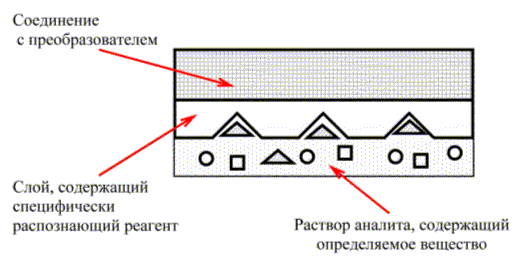 Соединение
с преобразователем
Слой, содержащий
специфически
распознающий реагент
Раствор аналита, содержащий
определяемое вещество